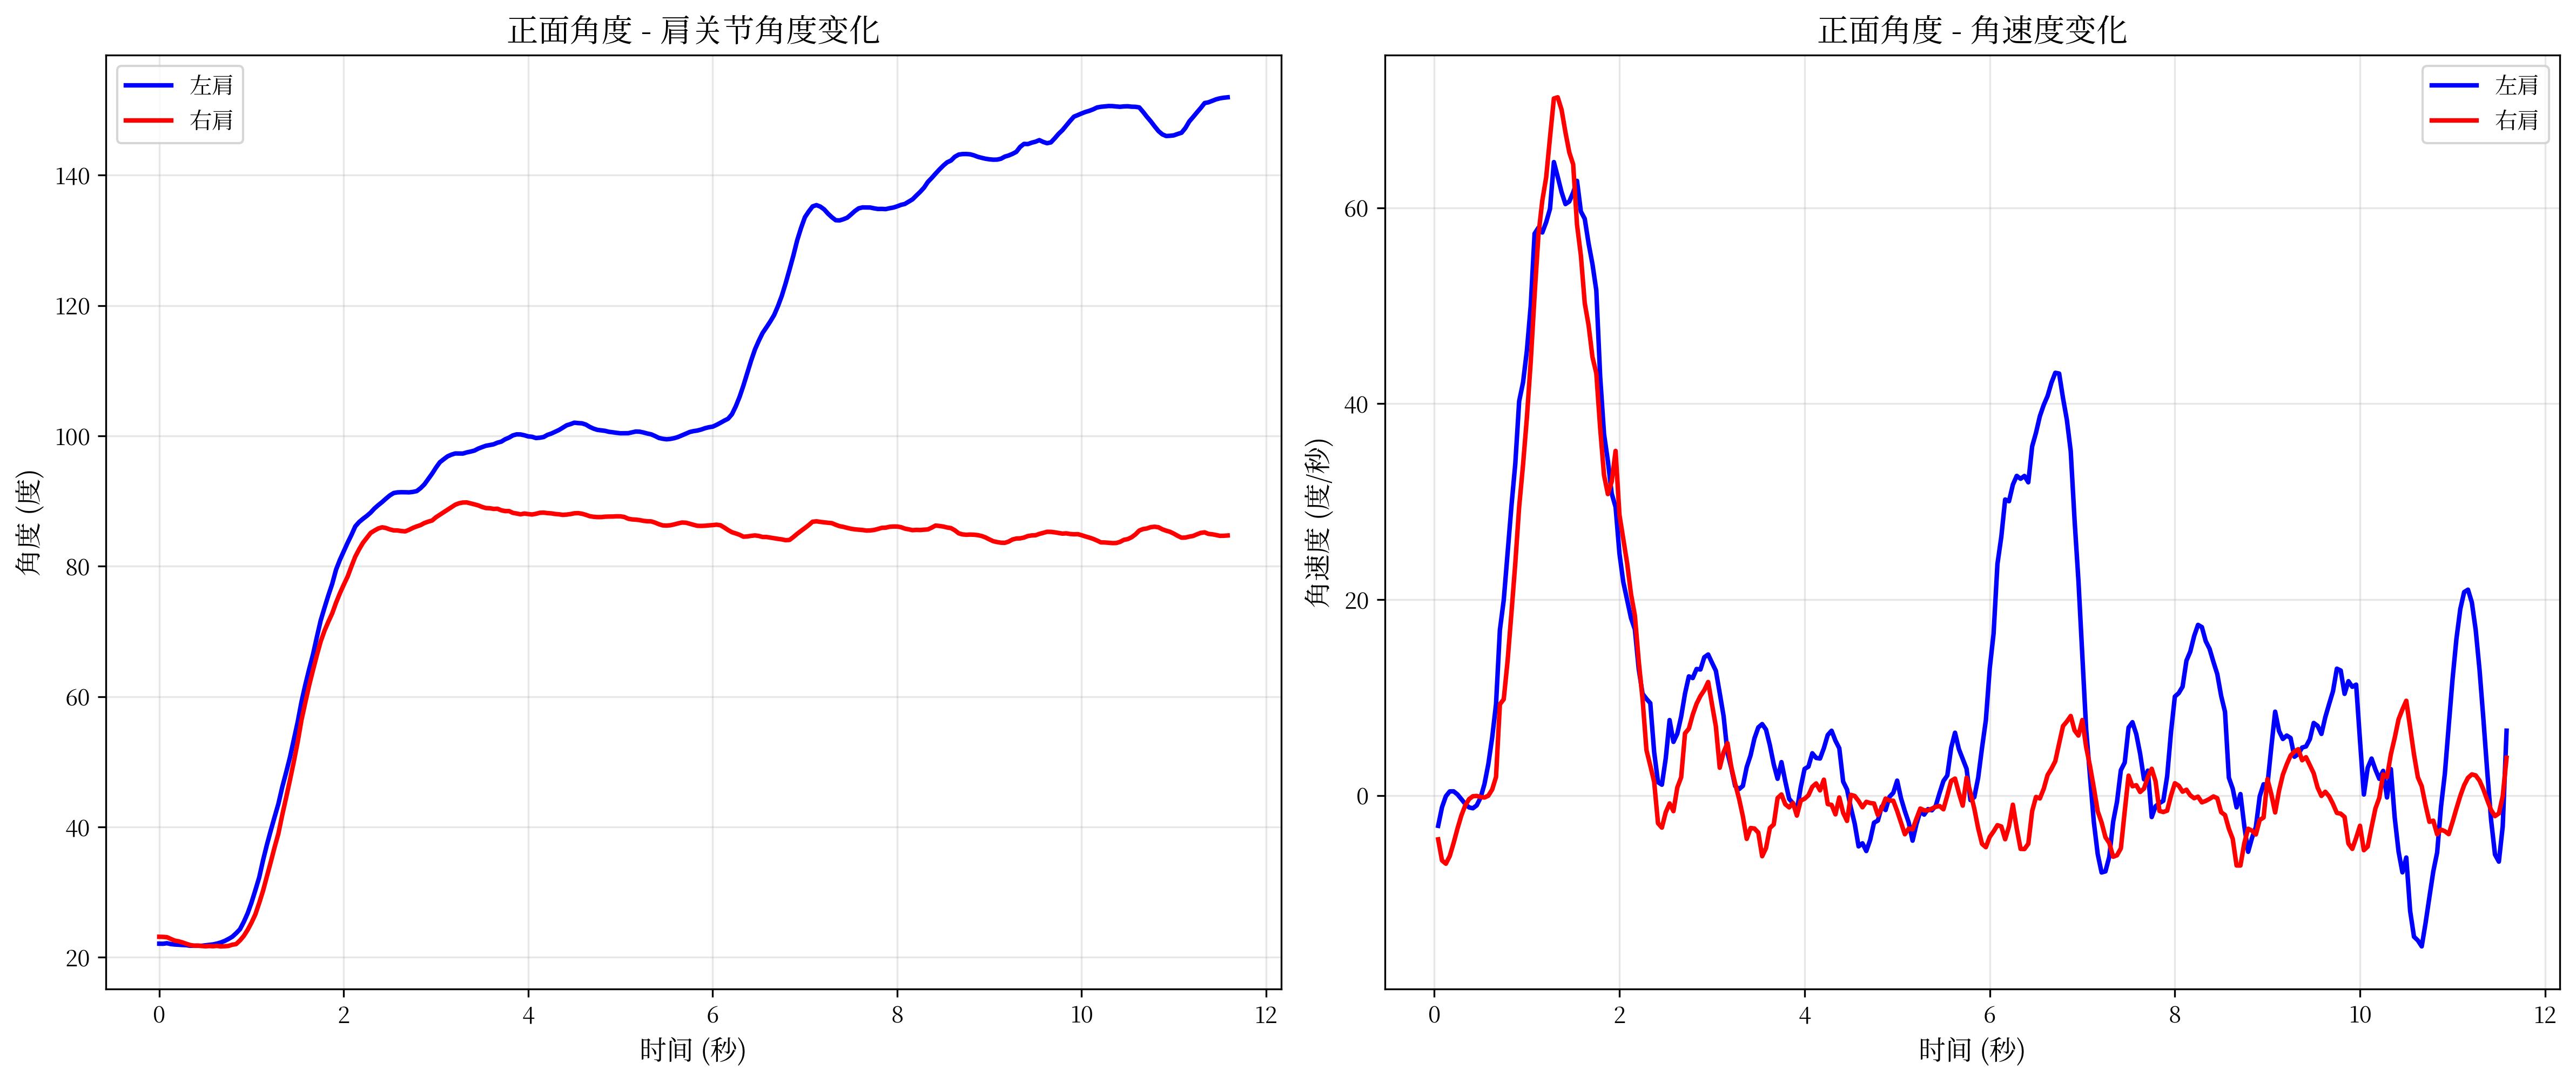 正面角度 - 肩关节角度变化
左肩
右肩
角度 (度)
140
120
100
80
60
40
20
0 2 4 6 8 10 12
时间 (秒)
正面角度 - 角速度变化
左肩
右肩
角速度 (度/秒)
60
40
20
0
0 2 4 6 8 10 12
时间 (秒)